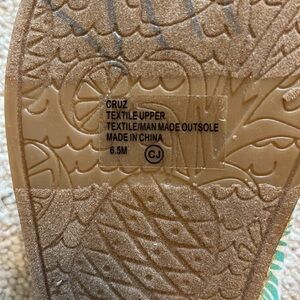 CRUZ
TEXTILE UPPER
TEXTILE/MAN MADE OUTSOLE
MADE IN CHINA
6.5M CJ